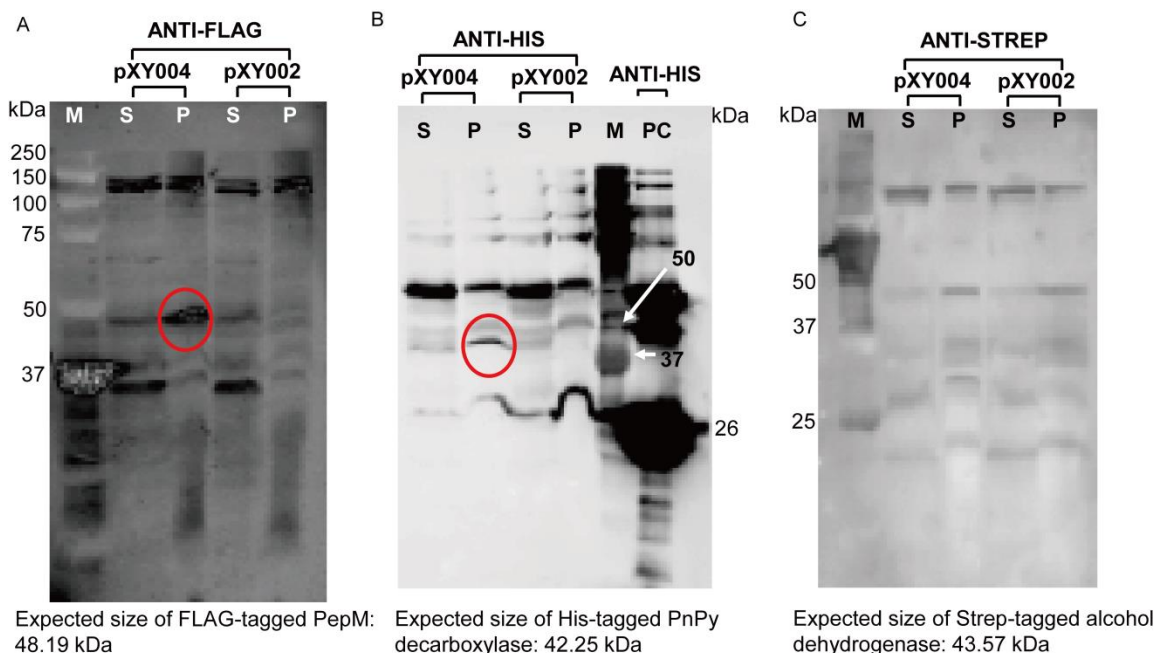 A
ANTI-FLAG
pXY004 pXY002
kDa
M S P S P
250
150
100
75
50
37
Expected size of FLAG-tagged PepM:
48.19 kDa
B
ANTI-HIS
pXY004 pXY002 ANTI-HIS
S P S P M PC kDa
50
37
26
Expected size of His-tagged PnPy
decarboxylase: 42.25 kDa
C
ANTI-STREP
pXY004 pXY002
kDa M S P S P
50
37
25
Expected size of Strep-tagged alcohol
dehydrogenase: 43.57 kDa